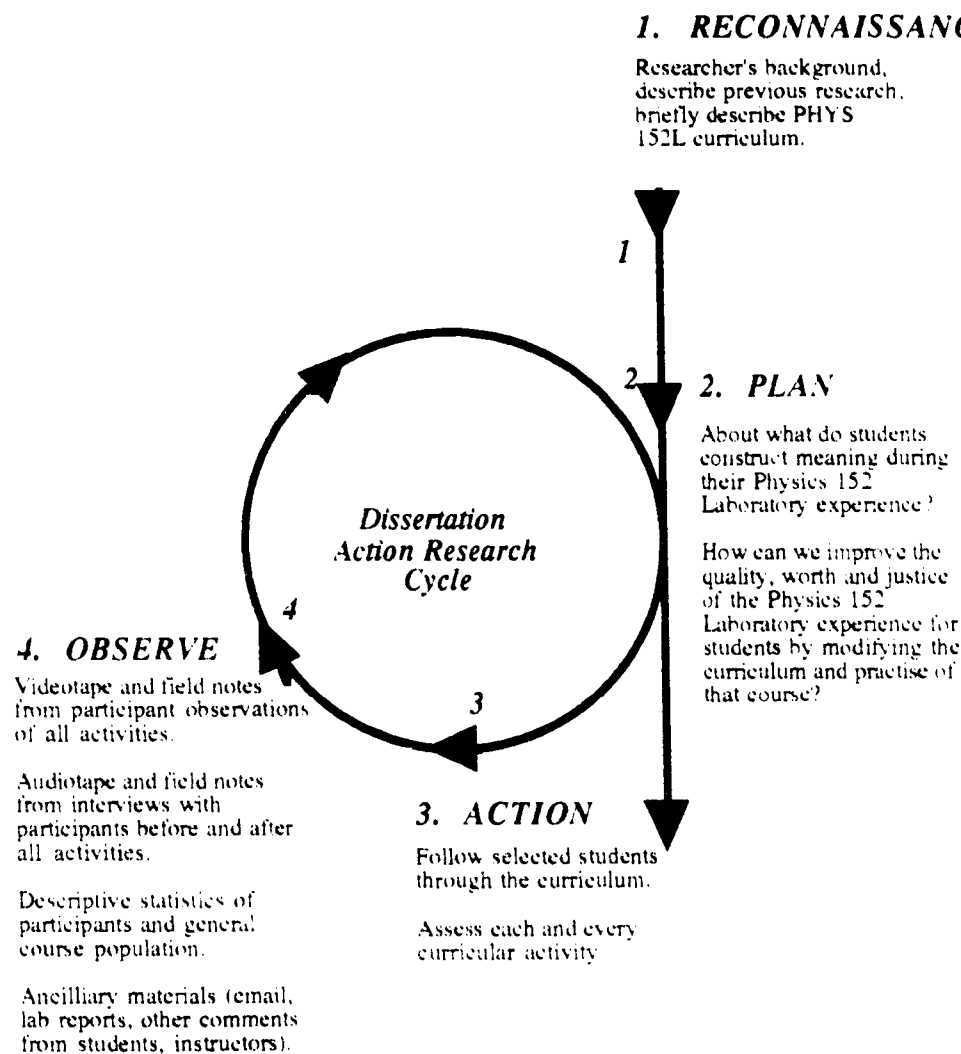 1. RECONNAISSANC
Researcher's background,
describe previous research,
briefly describe PHYS
152L curriculum.
1
2
2. PLAN
About what do students
construct meaning during
their Physics 152
Laboratory experience?
How can we improve the
quality, worth and justice
of the Physics 152
Laboratory experience for
students by modifying the
curriculum and practise of
that course?
Dissertation
Action Research
Cycle
3
3. ACTION
Follow selected students
through the curriculum.
Assess each and every
curricular activity
4
4. OBSERVE
Videotape and field notes
from participant observations
of all activities.
Audiotape and field notes
from interviews with
participants before and after
all activities.
Descriptive statistics of
participants and general
course population.
Ancilliary materials (email,
lab reports, other comments
from students, instructors).